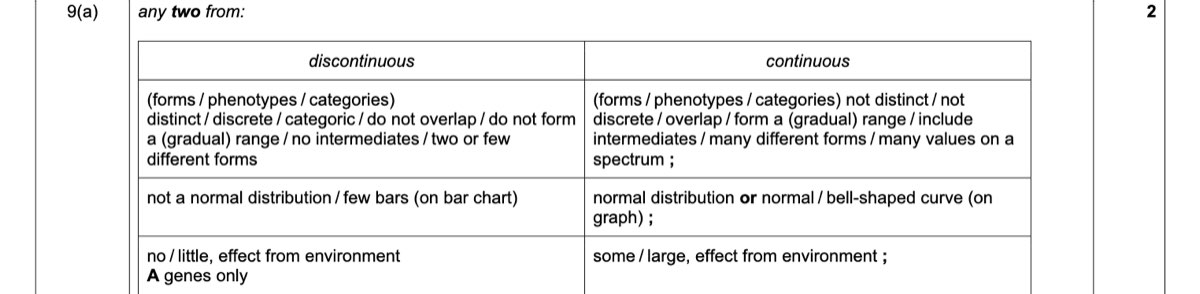 9(a) any two from: 2
discontinuous continuous
(forms / phenotypes / categories)
distinct / discrete / categoric / do not overlap / do not form
a (gradual) range / no intermediates / two or few
different forms
(forms / phenotypes / categories) not distinct / not
discrete / overlap / form a (gradual) range / include
intermediates / many different forms / many values on a
spectrum ;
not a normal distribution / few bars (on bar chart)
normal distribution or normal / bell-shaped curve (on
graph) ;
no / little, effect from environment
A genes only
some / large, effect from environment ;